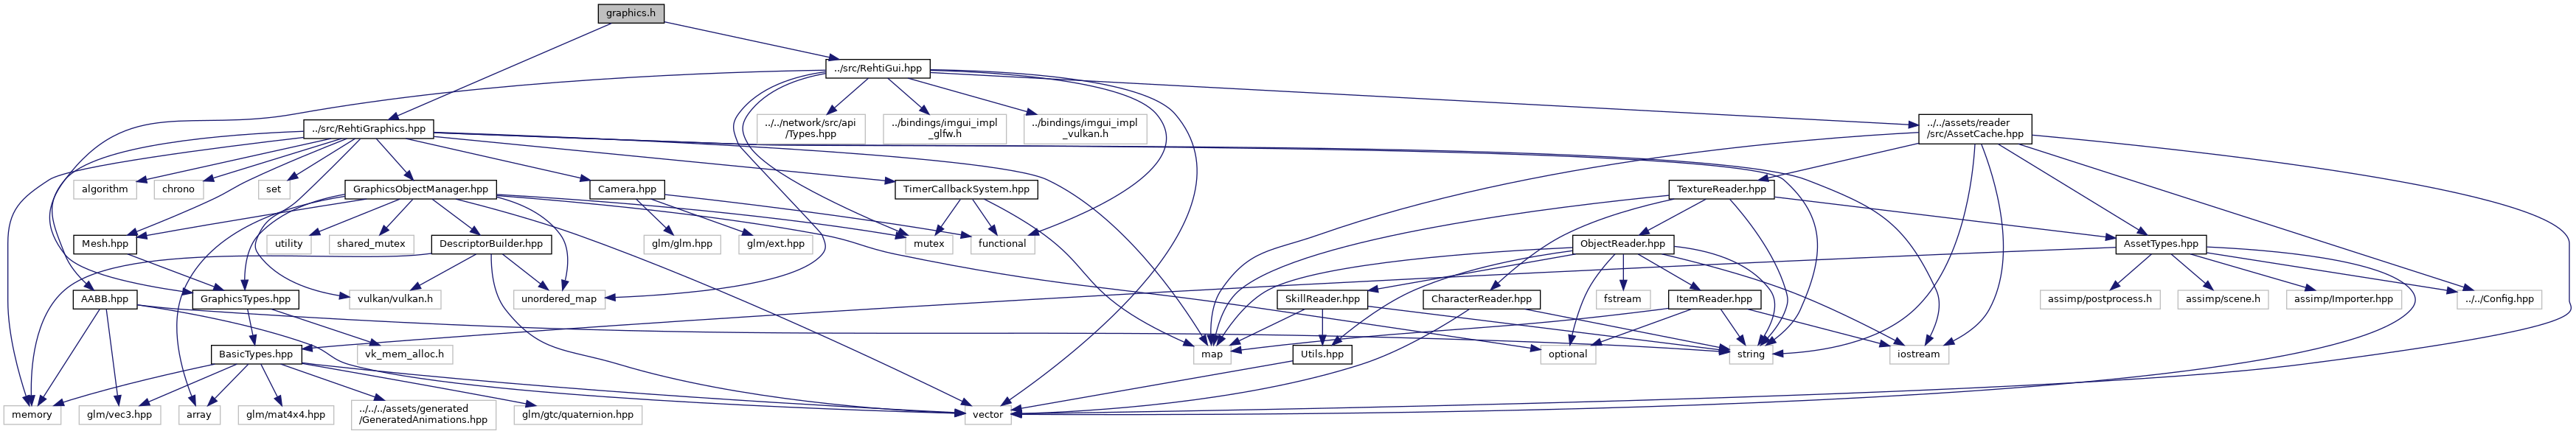 graphics.h
../src/RehtiGui.hpp
../src/RehtiGraphics.hpp
../../network/src/api
/Types.hpp
../bindings/imgui_impl
_glfw.h
../bindings/imgui_impl
_vulkan.h
../../assets/reader
/src/AssetCache.hpp
algorithm
chrono
set
GraphicsObjectManager.hpp
Camera.hpp
TimerCallbackSystem.hpp
TextureReader.hpp
Mesh.hpp
utility
shared_mutex
DescriptorBuilder.hpp
glm/glm.hpp
glm/ext.hpp
mutex
functional
ObjectReader.hpp
AssetTypes.hpp
AABB.hpp
GraphicsTypes.hpp
vulkan/vulkan.h
unordered_map
SkillReader.hpp
CharacterReader.hpp
fstream
ItemReader.hpp
assimp/postprocess.h
assimp/scene.h
assimp/Importer.hpp
../../Config.hpp
BasicTypes.hpp
vk_mem_alloc.h
map
Utils.hpp
optional
string
iostream
memory
glm/vec3.hpp
array
glm/mat4x4.hpp
../../../assets/generated
/GeneratedAnimations.hpp
glm/gtc/quaternion.hpp
vector